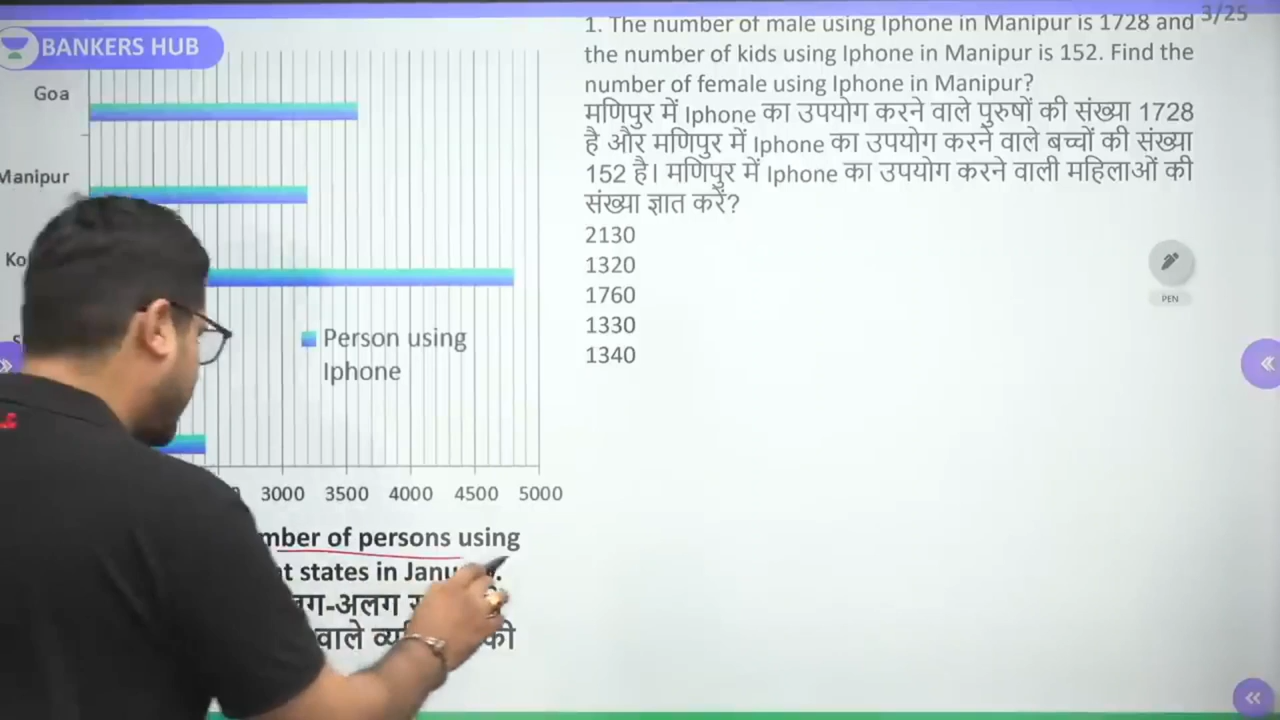 BANKERS HUB
3/25
Goa
Manipur
Person using
Iphone
3000 3500 4000 4500 5000
of persons using
states in
वाले
1. The number of male using Iphone in Manipur is 1728 and
the number of kids using Iphone in Manipur is 152. Find the
number of female using Iphone in Manipur?
मणिपुर में Iphone का उपयोग करने वाले पुरुषों की संख्या 1728
है और मणिपुर में Iphone का उपयोग करने वाले बच्चों की संख्या
152 है। मणिपुर में Iphone का उपयोग करने वाली महिलाओं की
संख्या ज्ञात करें?
2130
1320
1760
1330
1340
PEN